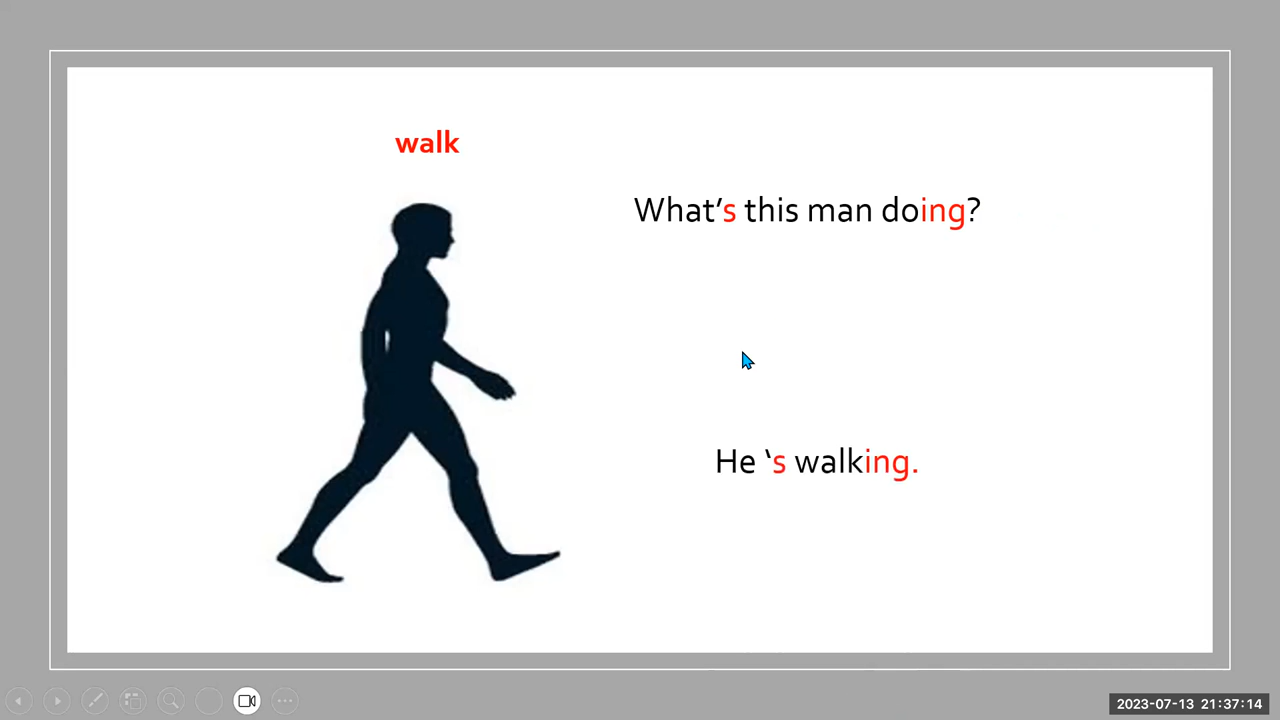 walk
What’s this man doing?
He ‘s walking.
2023-07-13 21:37:14